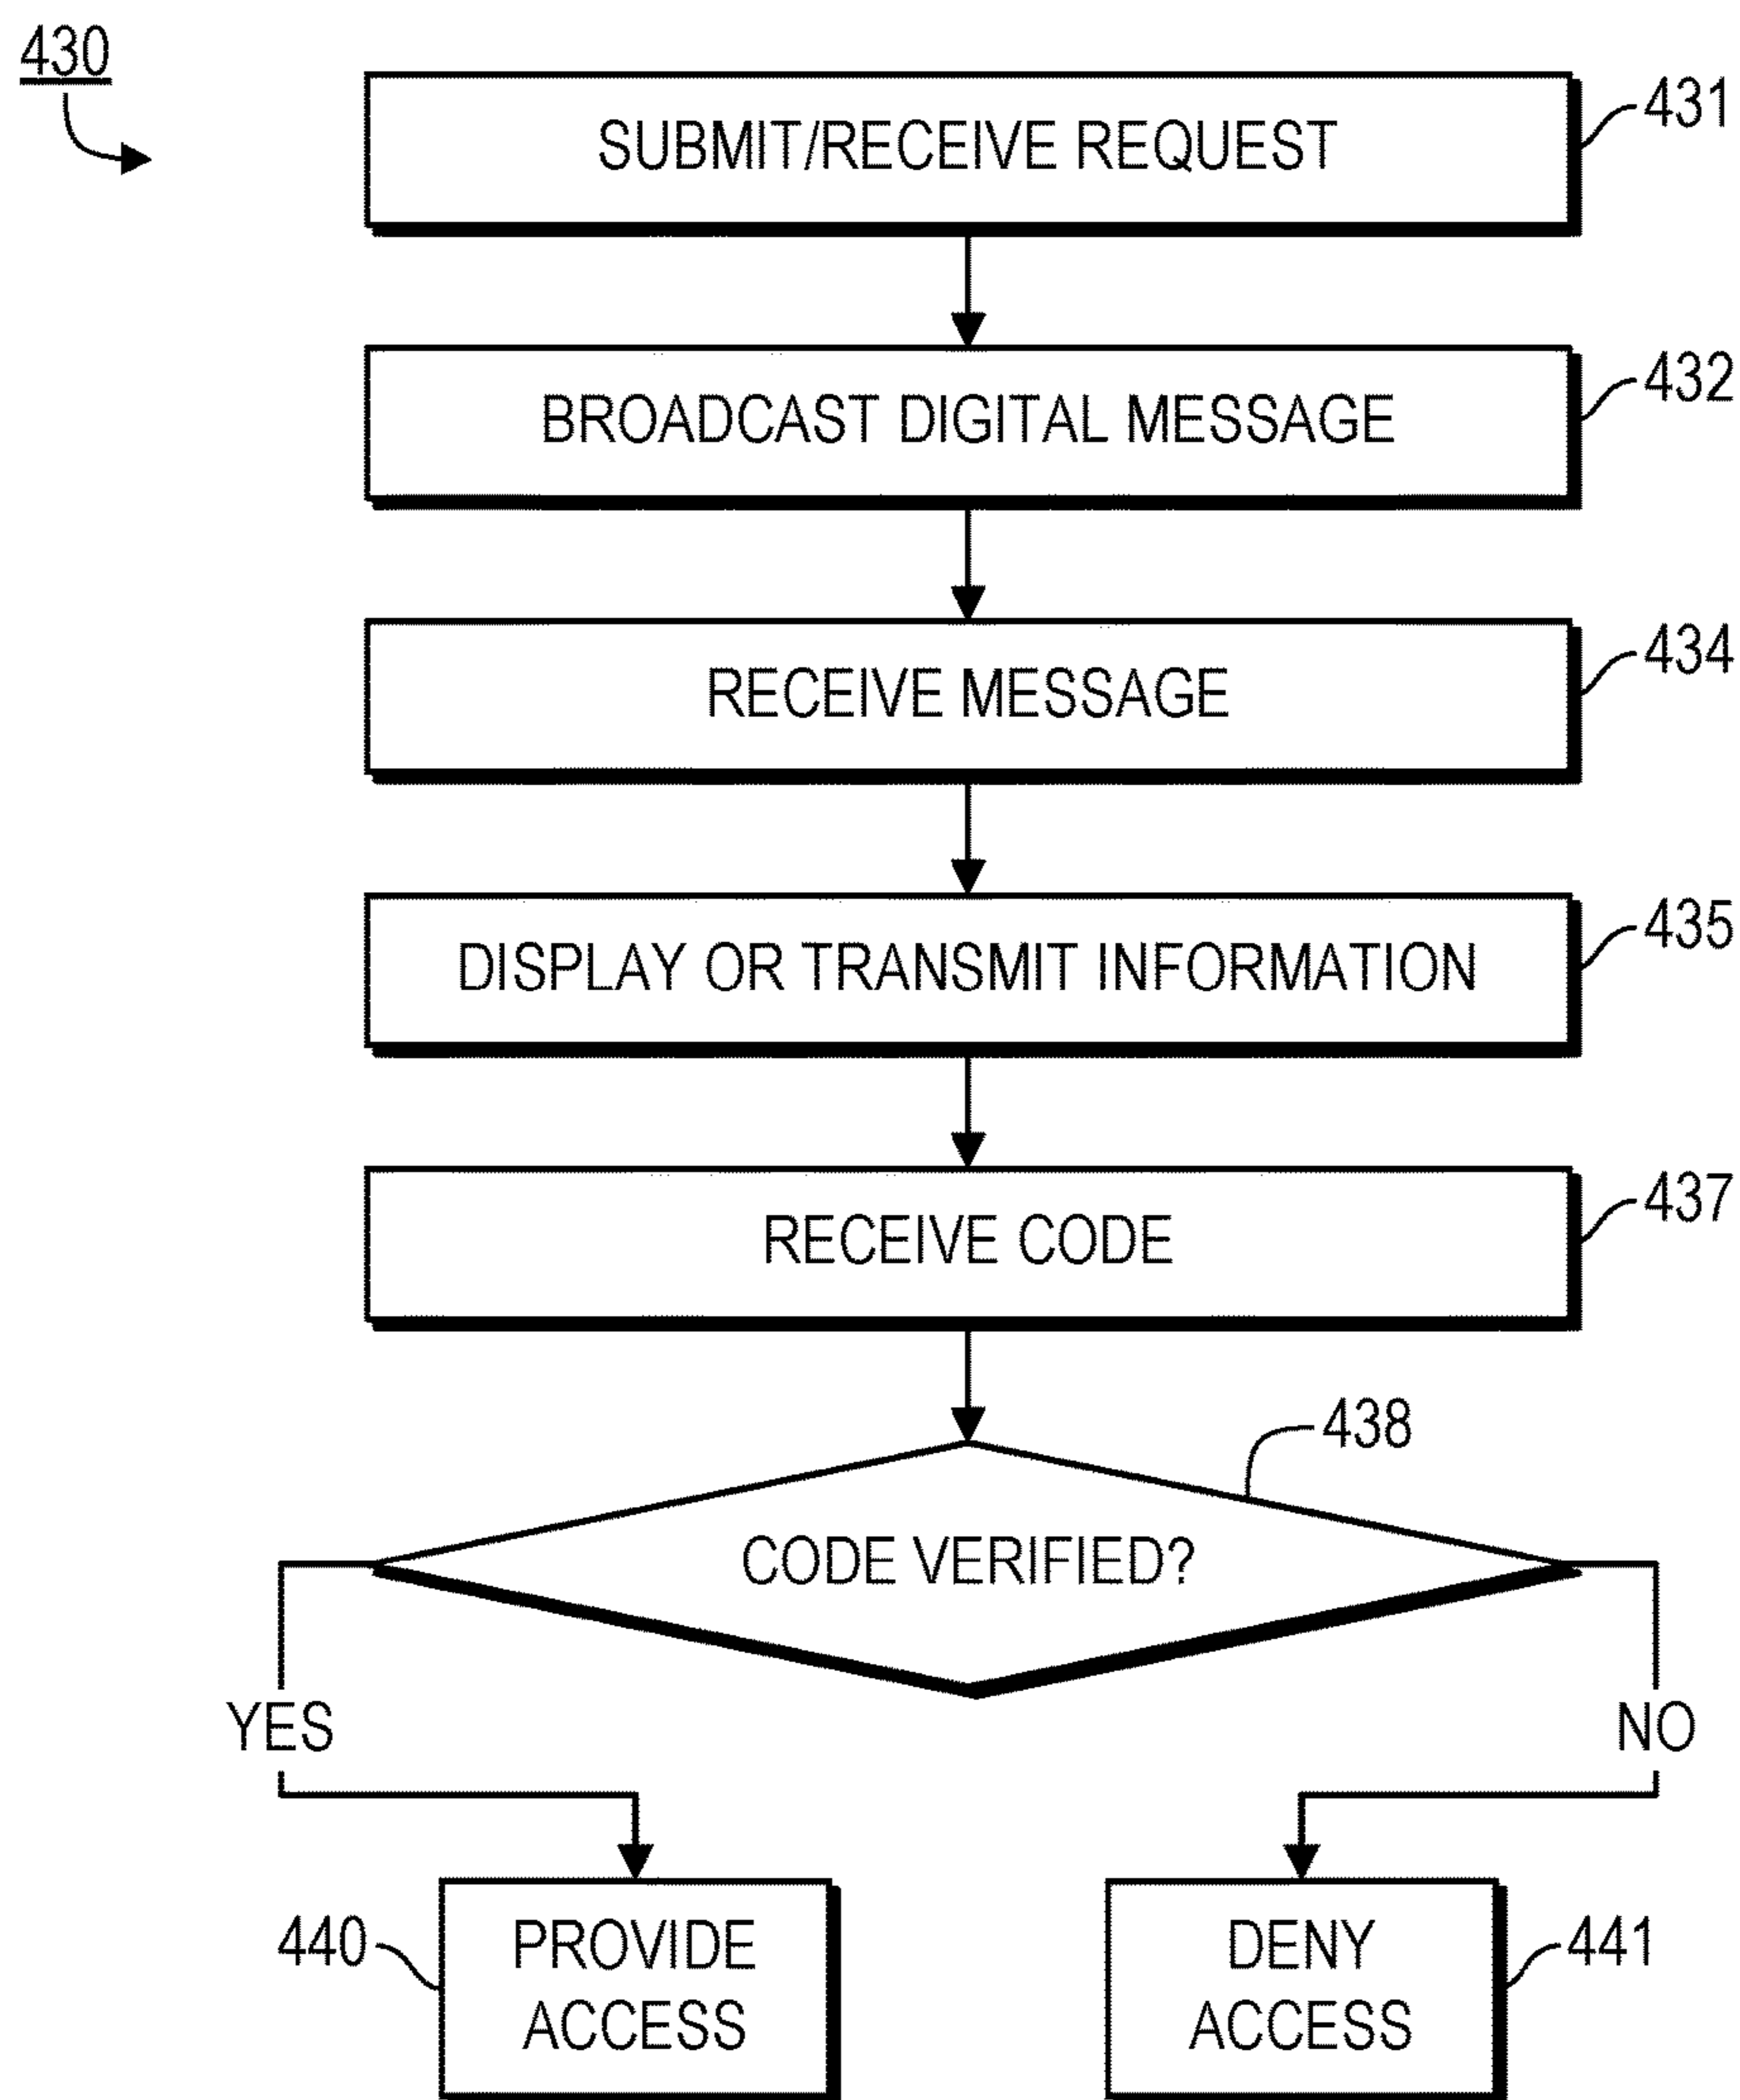 430
SUBMIT/RECEIVE REQUEST
431
BROADCAST DIGITAL MESSAGE
432
RECEIVE MESSAGE
434
DISPLAY OR TRANSMIT INFORMATION
435
RECEIVE CODE
437
438
CODE VERIFIED?
YES
NO
440
PROVIDE
ACCESS
DENY
ACCESS
441